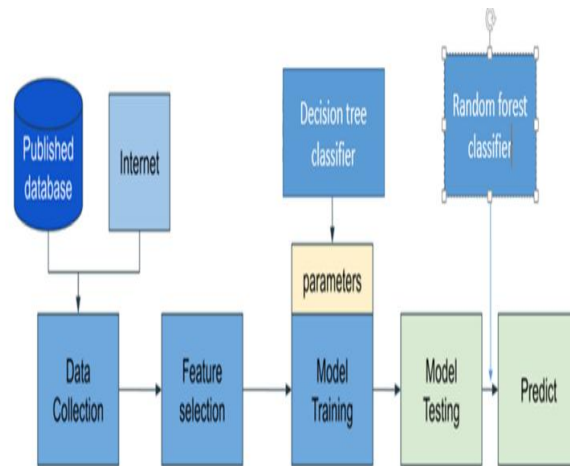 Published
database
Internet
Decision tree
classifier
Random forest
classifier
parameters
Data
Collection
Feature
selection
Model
Training
Model
Testing
Predict